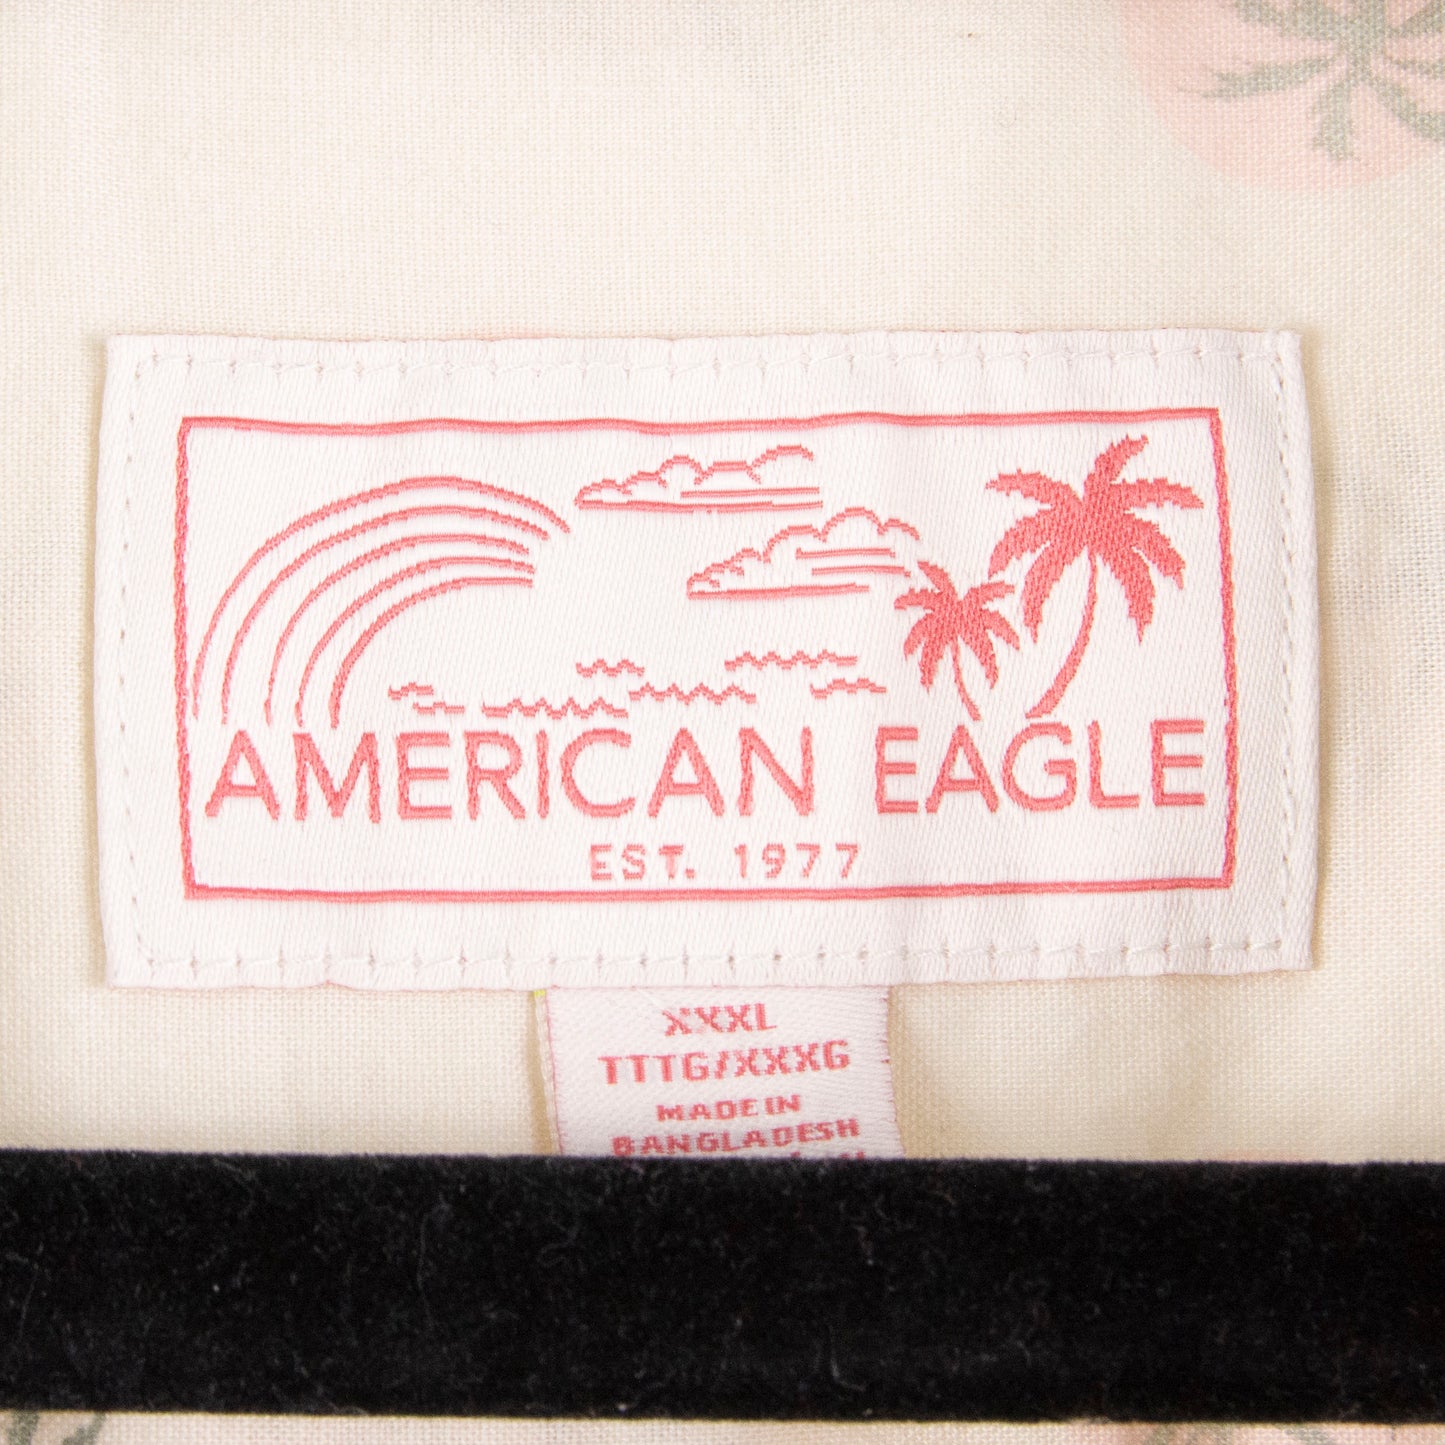 AMERICAN EAGLE
EST. 1977
XXXL
TTTG/XXXG
MADE IN
BANGLADESH